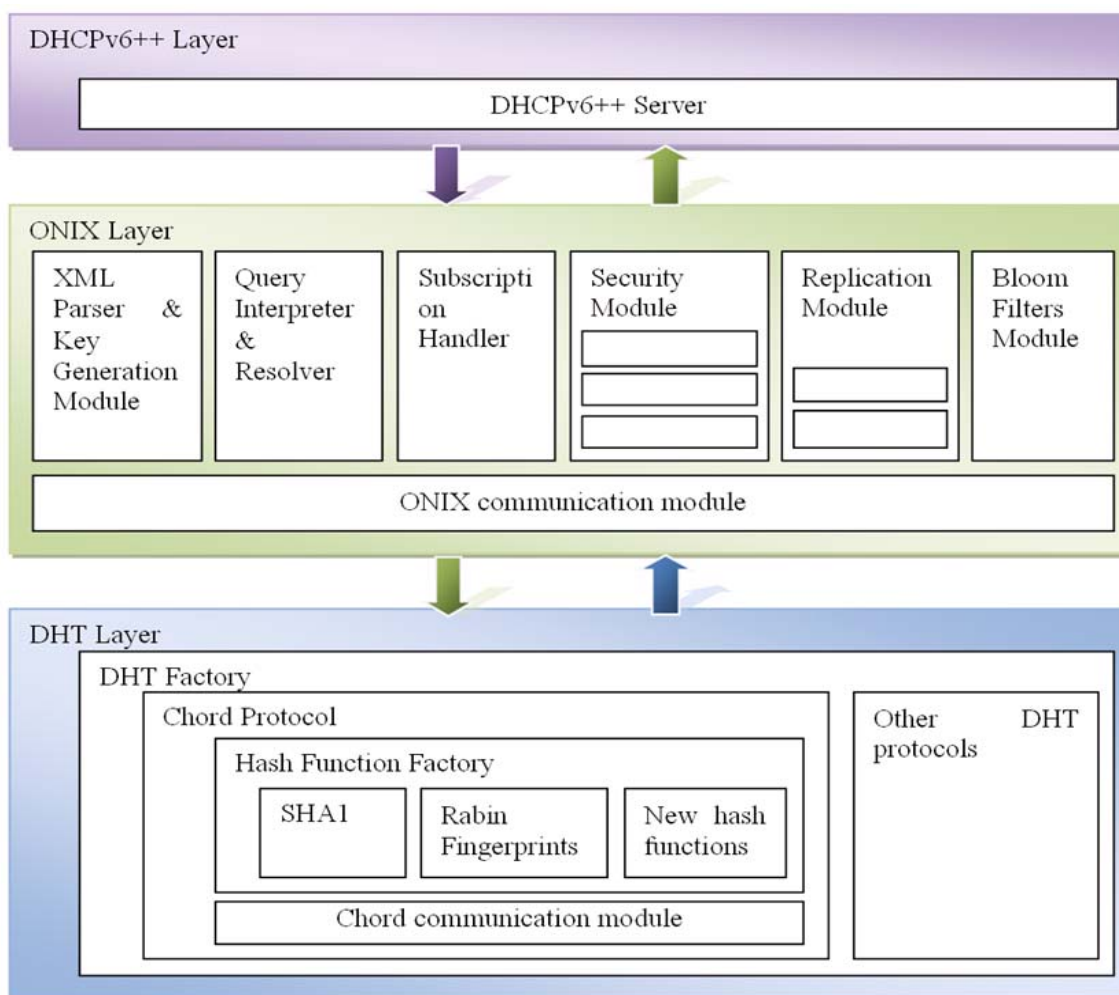 DHCPv6++ Layer
DHCPv6++ Server
ONIX Layer
XML
Parser &
Key
Generation
Module
Query
Interpreter
&
Resolver
Subscripti
on
Handler
Security
Module
Replication
Module
Bloom
Filters
Module
ONIX communication module
DHT Layer
DHT Factory
Chord Protocol
Hash Function Factory
SHA1
Rabin
Fingerprints
New hash
functions
Chord communication module
Other DHT
protocols